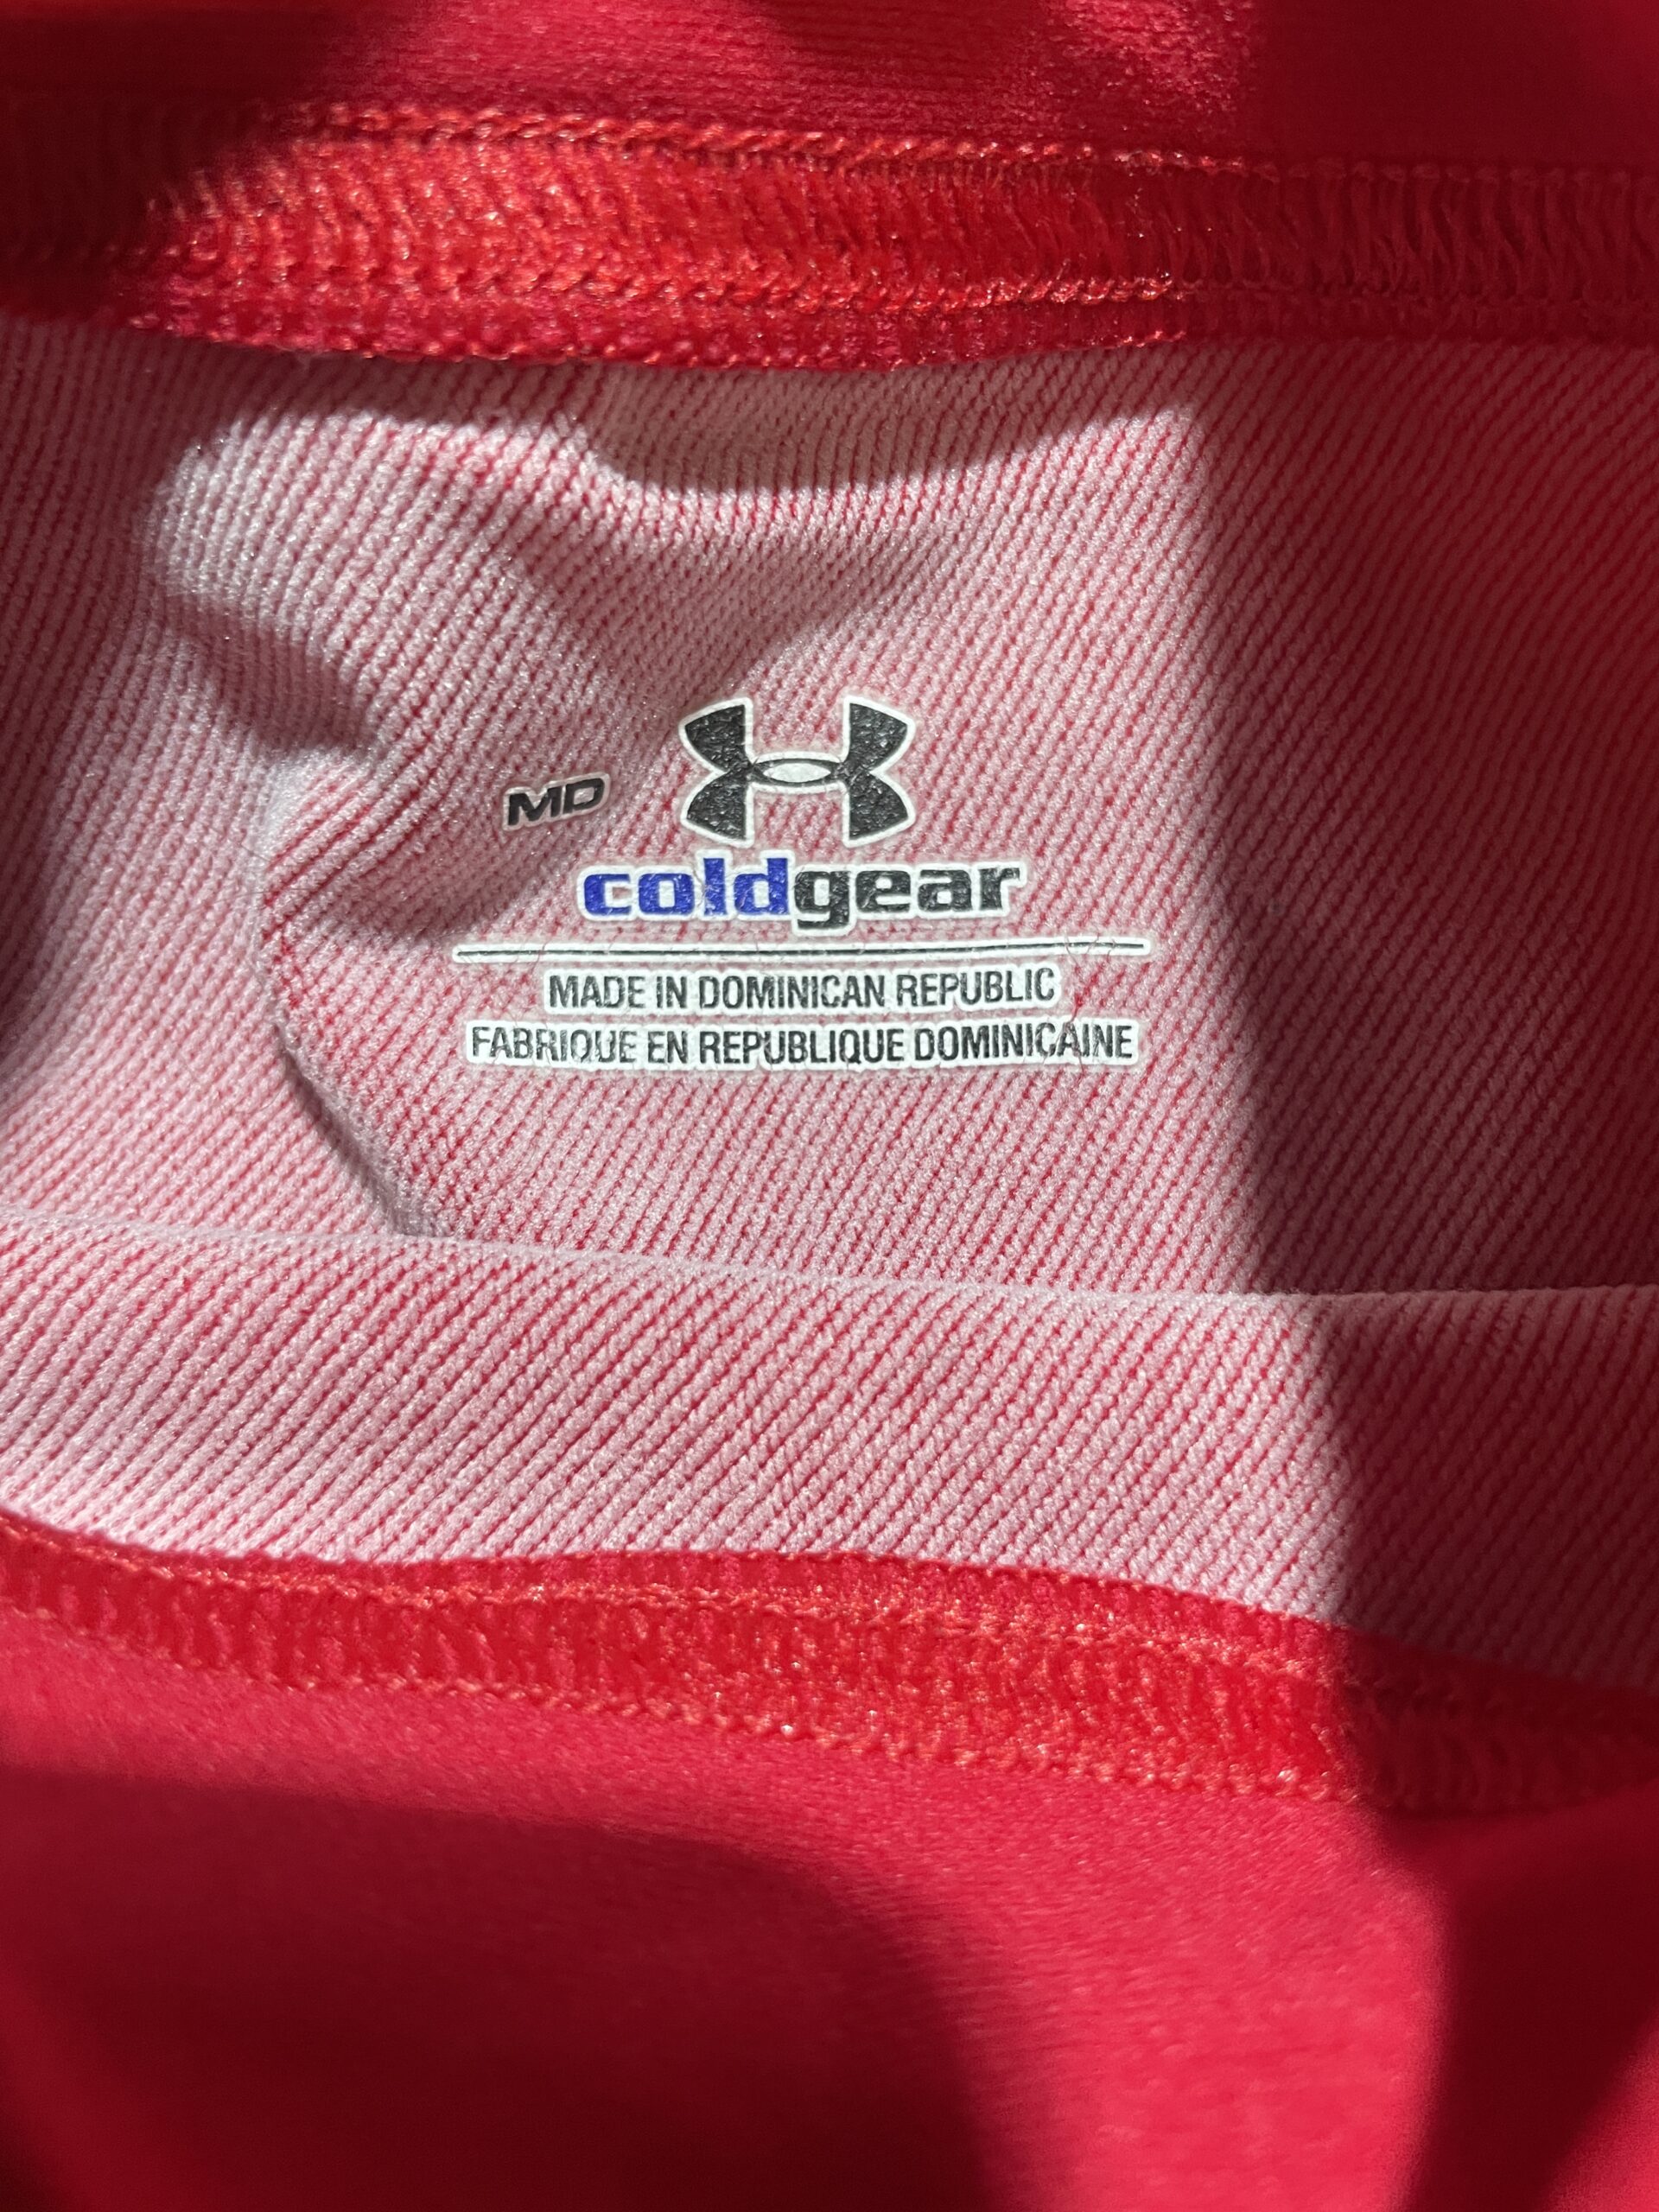 MD
coldgear
MADE IN DOMINICAN REPUBLIC
FABRIQUE EN REPUBLIQUE DOMINICAINE